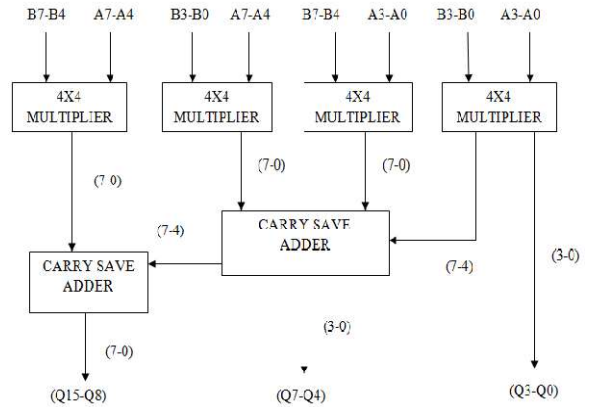 B7-B4 A7-A4 B3-B0 A7-A4 B7-B4 A3-A0 B3-B0 A3-A0
4X4
MULTIPLIER
4X4
MULTIPLIER
4X4
MULTIPLIER
4X4
MULTIPLIER
(7-0)
(7-0)
(7-0)
CARRY SAVE
ADDER
(7-4)
(7-4)
(3-0)
CARRY SAVE
ADDER
(3-0)
(7-0)
(Q15-Q8)
(Q7-Q4)
(Q3-Q0)